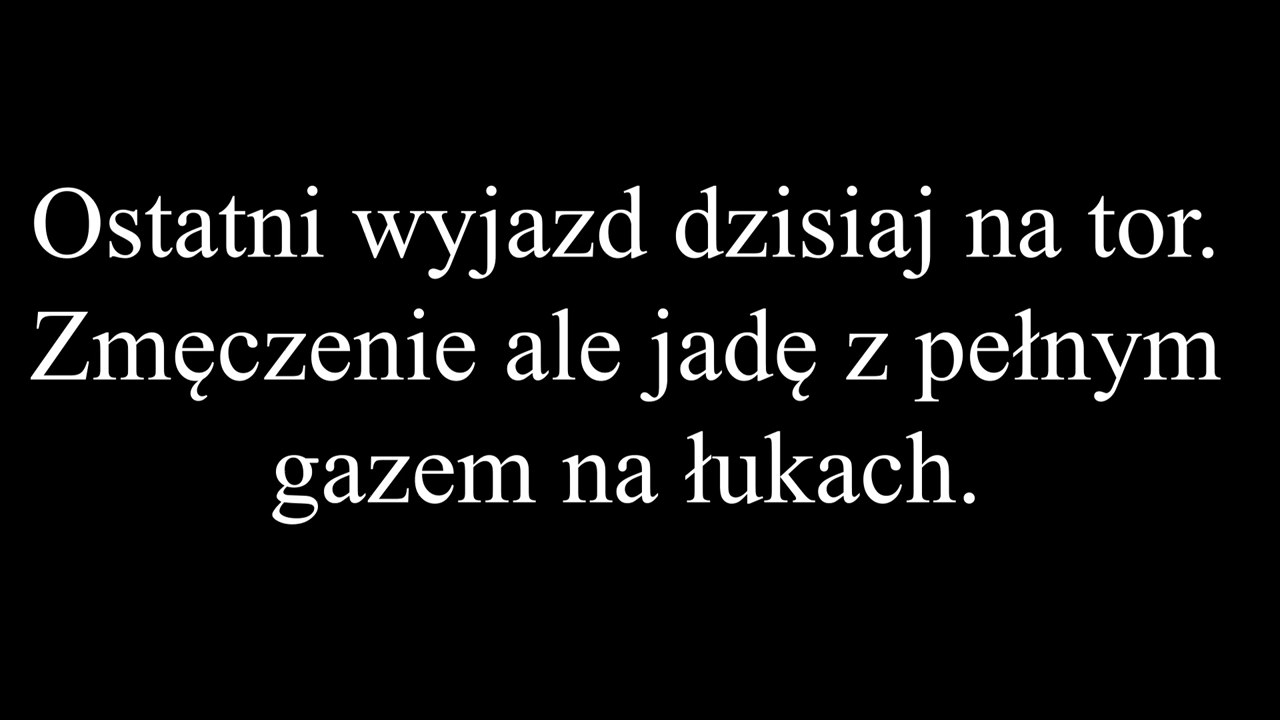 Ostatni wyjazd dzisiaj na tor.
Zmęczenie ale jadę z pełnym
gazem na łukach.